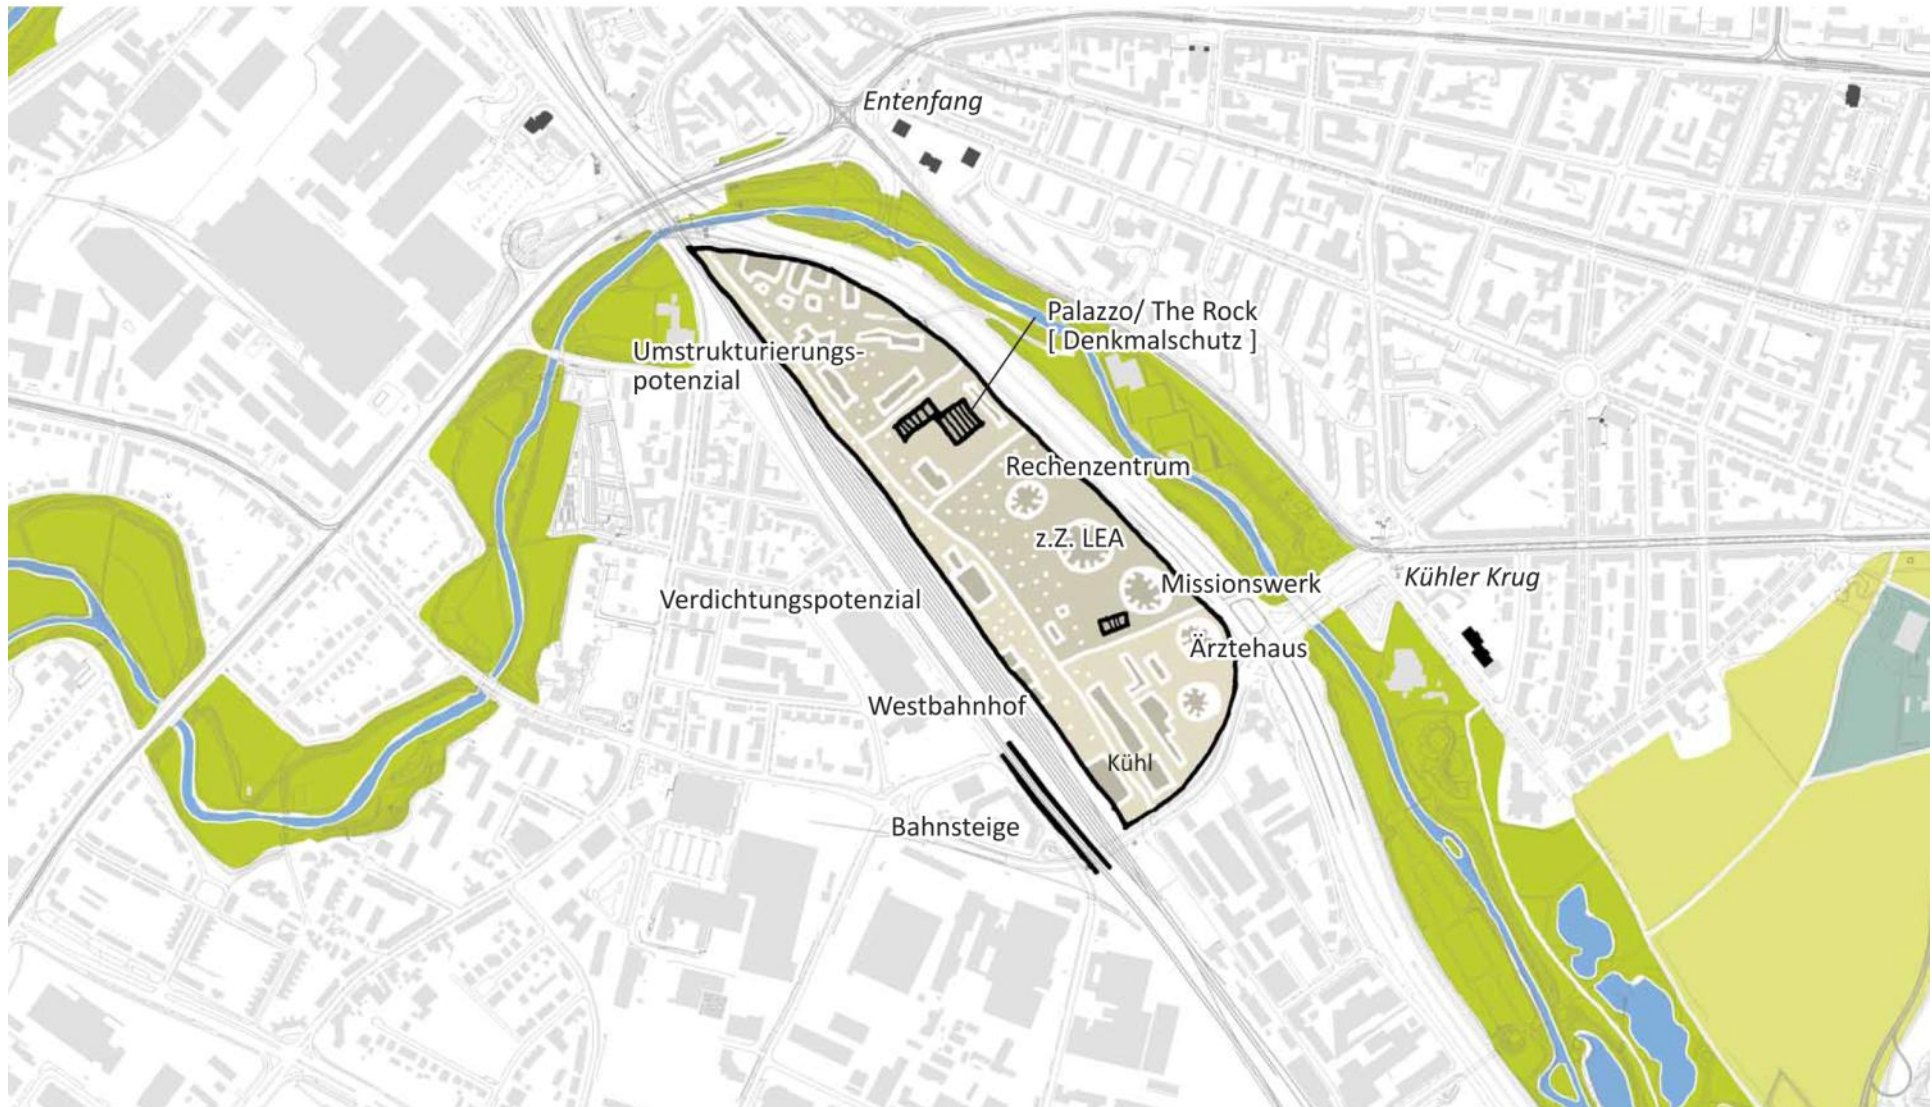 Entenfang
Palazzo/ The Rock
[ Denkmalschutz ]
Umstrukturierungs-
potenzial
Rechenzentrum
z.Z. LEA
Missionswerk
Kühler Krug
Verdichtungspotenzial
Ärztehaus
Westbahnhof
Kühl
Bahnsteige